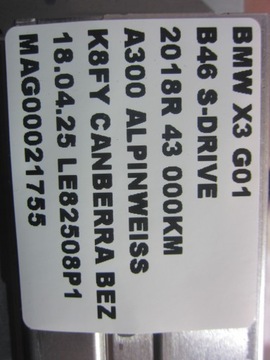 BMW X3 G01
B46 S-DRIVE
2018R 43 000KM
A300 ALPINWEISS
K8FY CANBERRA BEZ
18.04.25 LE82508P1
MAG00021755